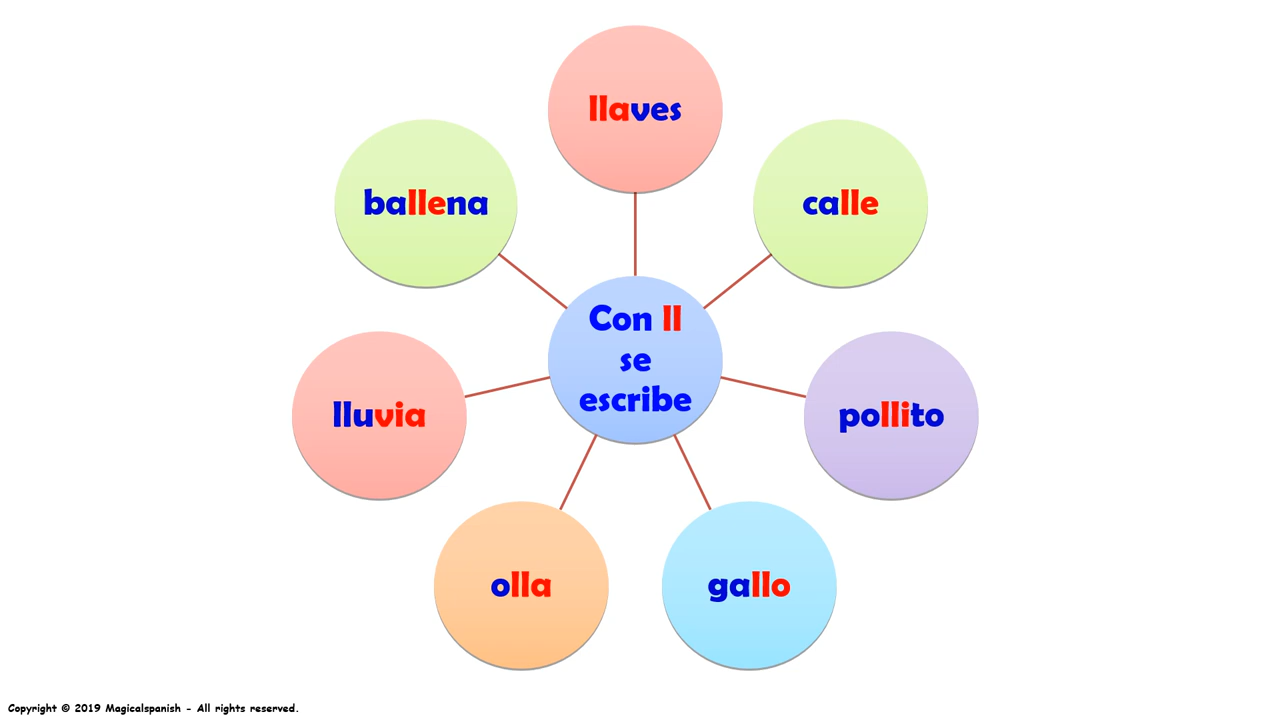 llaves
ballena
calle
Con ll
se
escribe
lluvia
pollito
olla
gallo
Copyright © 2019 Magicalspanish - All rights reserved.